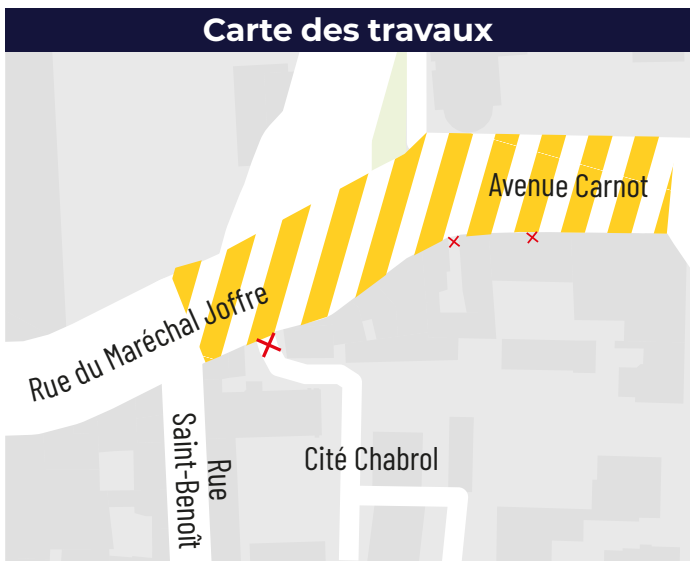 Carte des travaux
Avenue Carnot
Rue du Maréchal Joffre
Rue
Saint-Benoît
Cité Chabrol